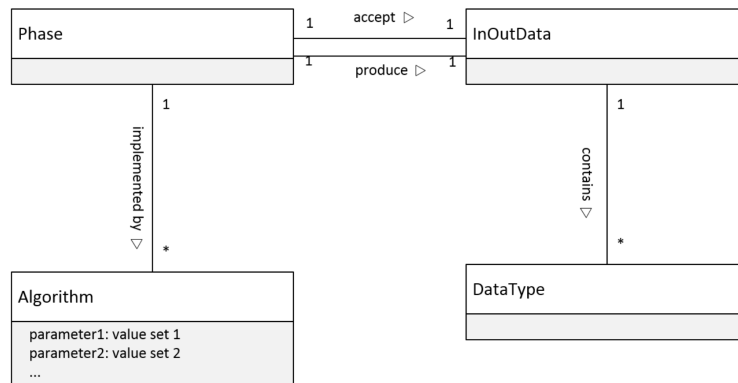 Phase
1
accept ▷
1
InOutData
1
produce ▷
1
1
implemented by ▷
*
1
contains ▷
*
Algorithm
parameter1: value set 1
parameter2: value set 2
...
DataType